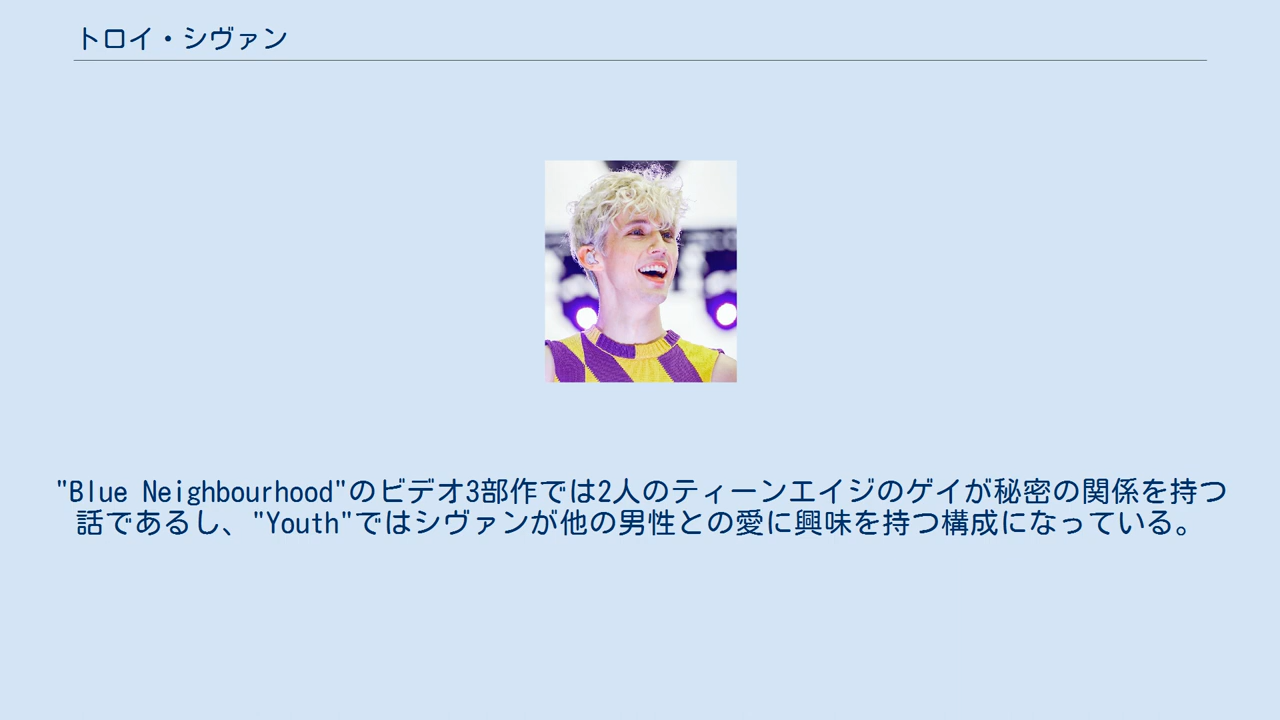 トロイ・シヴァン
"Blue Neighbourhood"のビデオ3部作では2人のティーンエイジのゲイが秘密の関係を持つ
話であるし、"Youth"ではシヴァンが他の男性との愛に興味を持つ構成になっている。